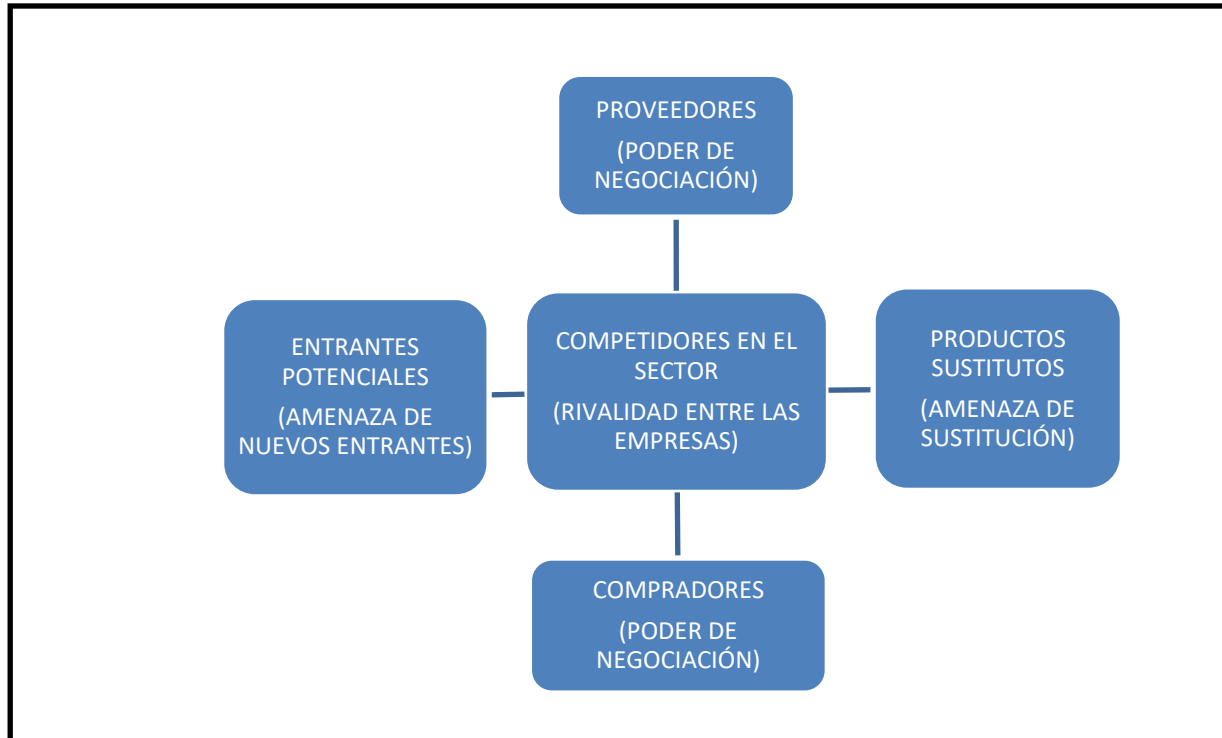 PROVEEDORES
(PODER DE
NEGOCIACIÓN)
ENTRANTES
POTENCIALES
(AMENAZA DE
NUEVOS ENTRANTES)
COMPETIDORES EN EL
SECTOR
(RIVALIDAD ENTRE LAS
EMPRESAS)
PRODUCTOS
SUSTITUTOS
(AMENAZA DE
SUSTITUCIÓN)
COMPRADORES
(PODER DE
NEGOCIACIÓN)